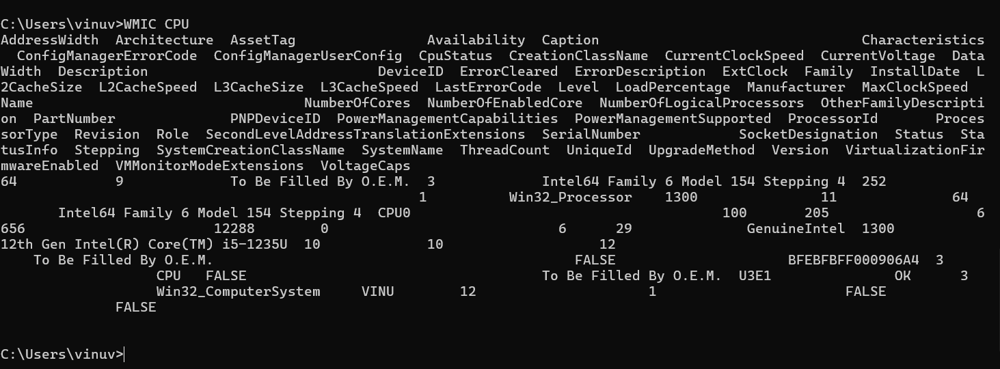 C:\Users\vinuv>WMIC CPU
AddressWidth  Architecture  AssetTag                Availability  Caption                                Characteristics
  ConfigManagerErrorCode  ConfigManagerUserConfig  CpuStatus  CreationClassName  CurrentClockSpeed  CurrentVoltage  Data
Width  Description                            DeviceID  ErrorCleared  ErrorDescription  ExtClock  Family  InstallDate  L
2CacheSize  L2CacheSpeed  L3CacheSize  L3CacheSpeed  LastErrorCode  Level  LoadPercentage  Manufacturer  MaxClockSpeed
Name                                 NumberOfCores  NumberOfEnabledCore  NumberOfLogicalProcessors  OtherFamilyDescripti
on  PartNumber              PNPDeviceID  PowerManagementCapabilities  PowerManagementSupported  ProcessorId       Proces
sorType  Revision  Role  SecondLevelAddressTranslationExtensions  SerialNumber            SocketDesignation  Status  Sta
tusInfo  Stepping  SystemCreationClassName  SystemName  ThreadCount  UniqueId  UpgradeMethod  Version  VirtualizationFir
mwareEnabled  VMMonitorModeExtensions  VoltageCaps
64            9             To Be Filled By O.E.M.  3             Intel64 Family 6 Model 154 Stepping 4  252
                                                   1          Win32_Processor    1300               11              64
       Intel64 Family 6 Model 154 Stepping 4  CPU0                                      100       205                  6
656                       12288        0                            6      29              GenuineIntel  1300
12th Gen Intel(R) Core(TM) i5-1235U  10             10                   12
    To Be Filled By O.E.M.                                            FALSE                     BFEBFBFF000906A4  3
                   CPU   FALSE                                    To Be Filled By O.E.M.  U3E1               OK      3
                   Win32_ComputerSystem     VINU        12                     1                       FALSE
              FALSE
C:\Users\vinuv>